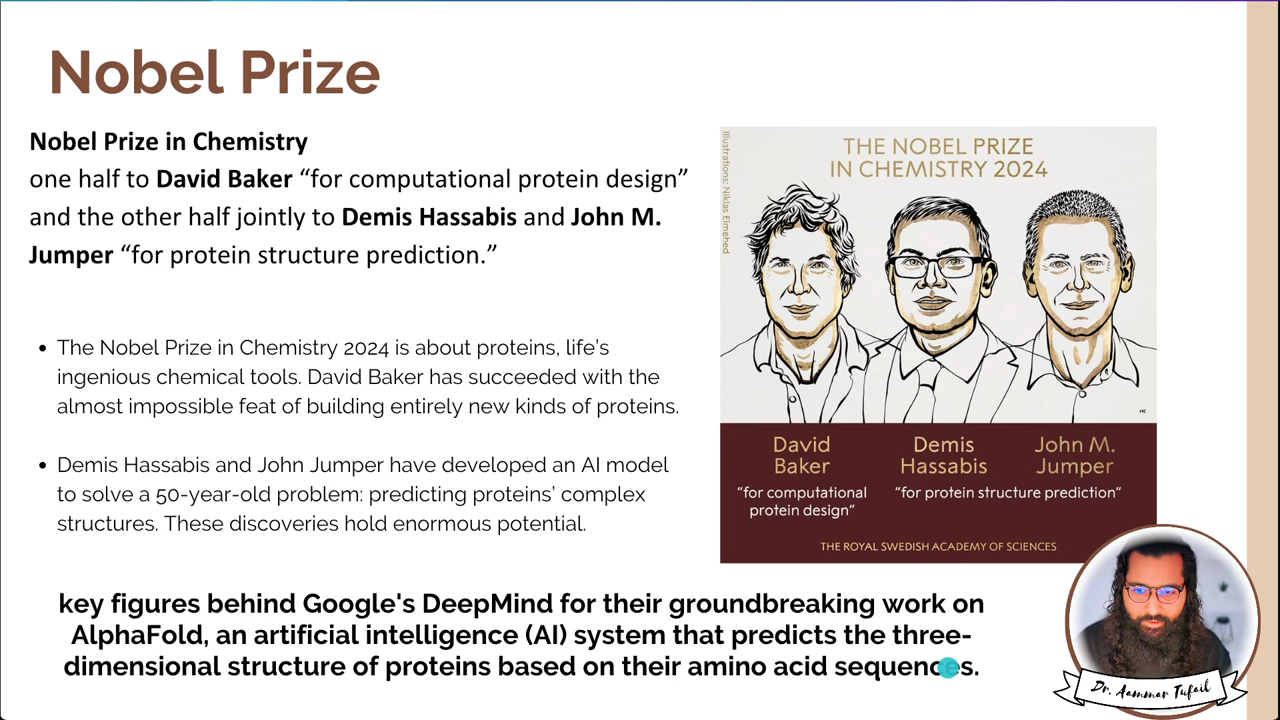 Nobel Prize
Nobel Prize in Chemistry
one half to David Baker “for computational protein design”
and the other half jointly to Demis Hassabis and John M.
Jumper “for protein structure prediction.”
• The Nobel Prize in Chemistry 2024 is about proteins, life’s
ingenious chemical tools. David Baker has succeeded with the
almost impossible feat of building entirely new kinds of proteins.
• Demis Hassabis and John Jumper have developed an AI model
to solve a 50-year-old problem: predicting proteins’ complex
structures. These discoveries hold enormous potential.
key figures behind Google's DeepMind for their groundbreaking work on
AlphaFold, an artificial intelligence (AI) system that predicts the three-
dimensional structure of proteins based on their amino acid sequences.
Illustrations: Niklas Elmehed
THE NOBEL PRIZE
IN CHEMISTRY 2024
David
Baker
“for computational
protein design”
Demis
Hassabis
John M.
Jumper
“for protein structure prediction“
THE ROYAL SWEDISH ACADEMY OF SCIENCES
Dr. Aammar Tufail